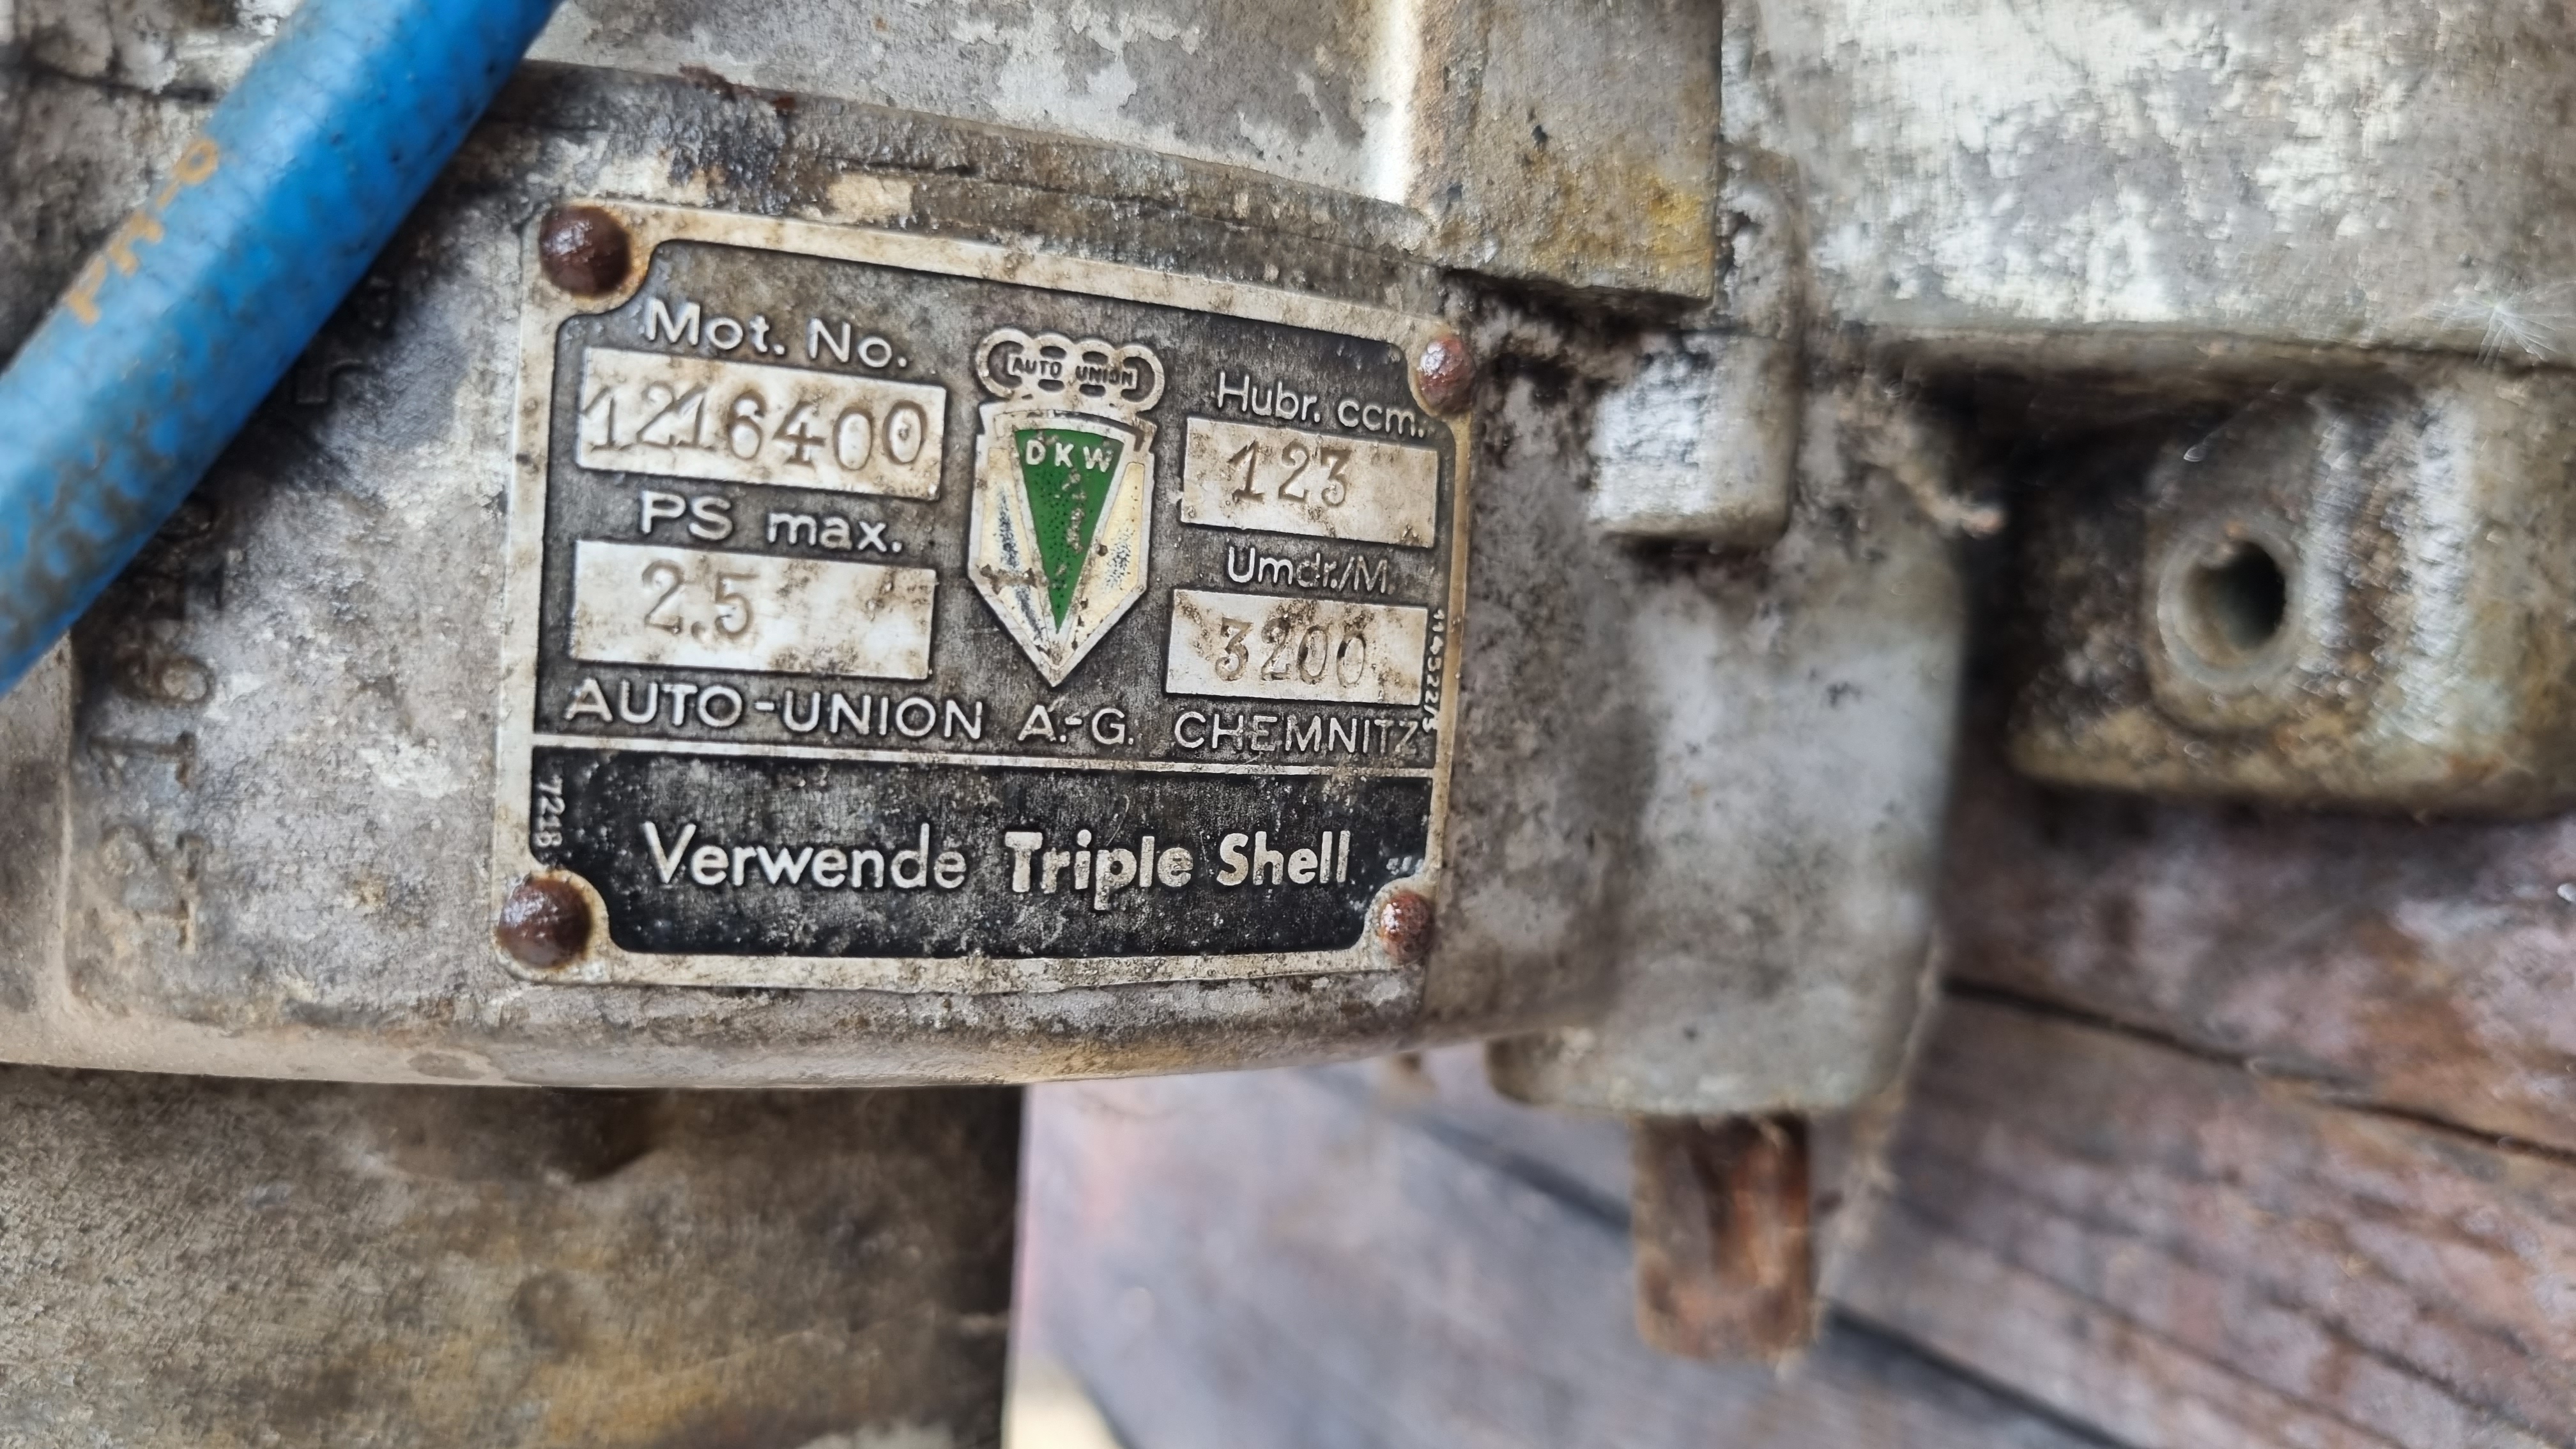 Mot. No.
1216400
AUTO UNION
DKW
Hubr. ccm.
123
PS max.
2.5
Umdr./M
3200
AUTO-UNION A.-G. CHEMNITZ
7218
Verwende Triple Shell